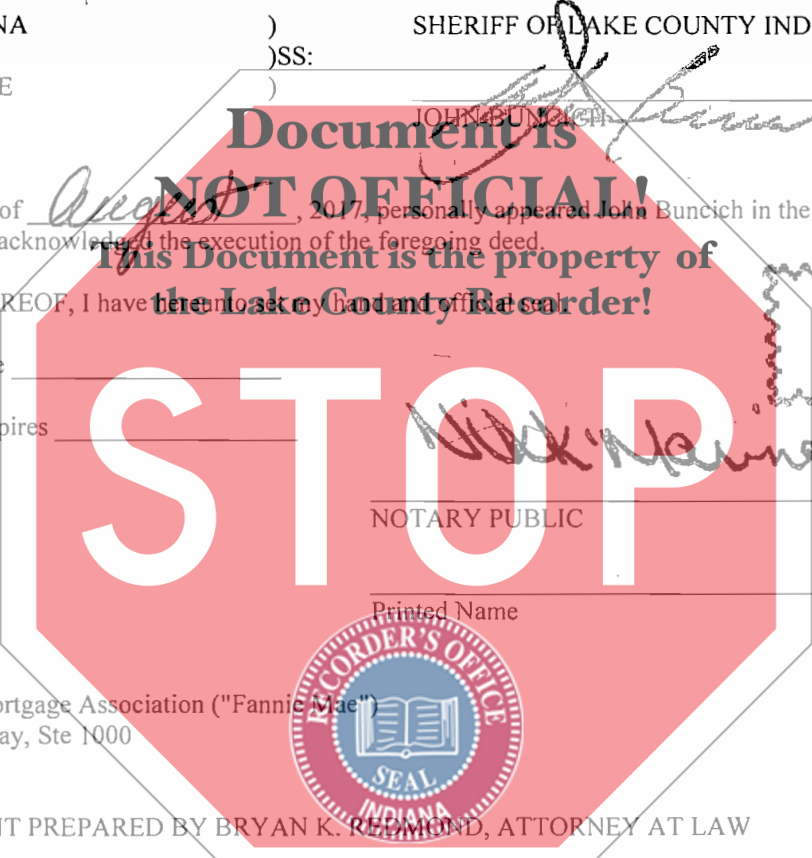 NA ) SHERIFF OF LAKE COUNTY IND
)SS:
E )
JOHN BUNCICH
Document is
NOT OFFICIAL!
of August, 2017, personally appeared John Buncich in the
acknowledged the execution of the foregoing deed.
This Document is the property of
the Lake County Recorder!
REOF, I have hereunto set my hand and official seal.
pires
STOP
NOTARY PUBLIC
Printed Name
RECORDER'S OFFICE
SEAL
INDIANA
ortgage Association ("Fannie Mae")
ay, Ste 1000
NT PREPARED BY BRYAN K. REDMOND, ATTORNEY AT LAW